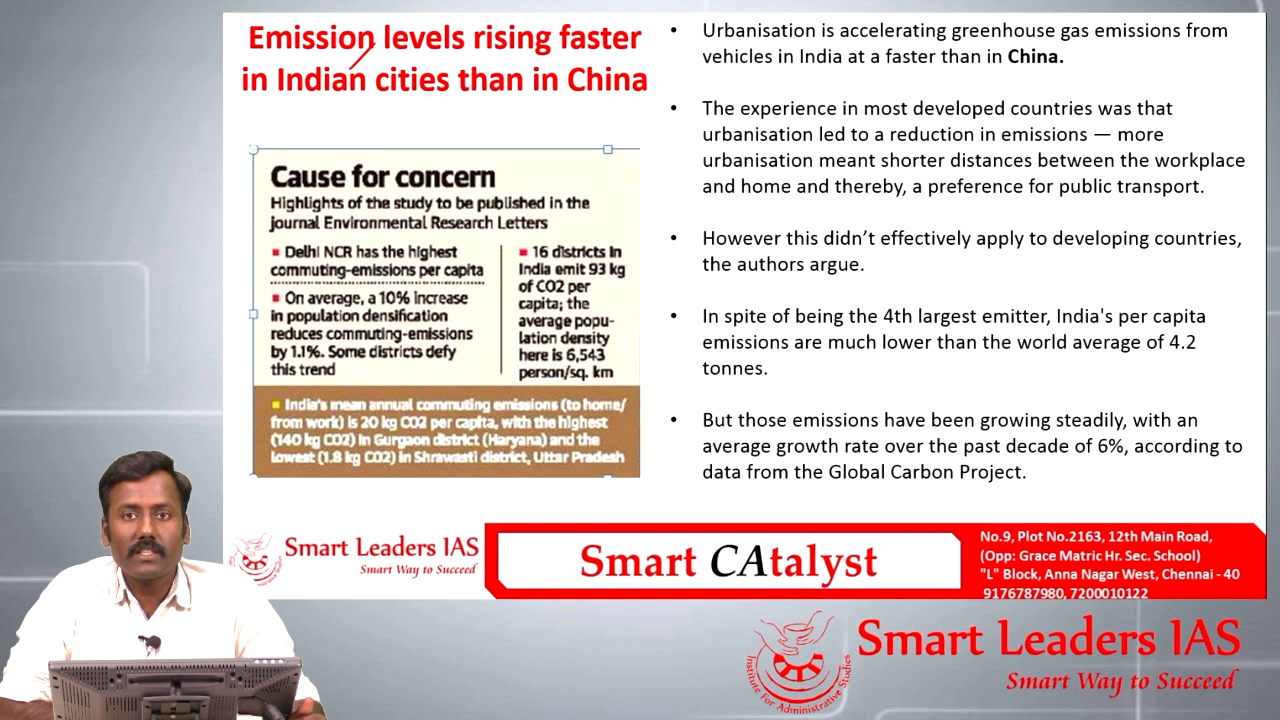 Emission levels rising faster
in Indian cities than in China
Cause for concern
Highlights of the study to be published in the
journal Environmental Research Letters
Delhi NCR has the highest
commuting-emissions per capita
On average, a 10% increase
in population densification
reduces commuting-emissions
by 1.1%. Some districts defy
this trend
16 districts in
India emit 93 kg
of CO2 per
capita; the
average popu-
lation density
here is 6,543
person/sq. km
India's mean annual commuting emissions (to home/
from work) is 20 kg CO2 per capita, with the highest
(140 kg CO2) in Gurgaon district (Haryana) and the
lowest (1.8 kg CO2) in Shrawasti district, Uttar Pradesh
• Urbanisation is accelerating greenhouse gas emissions from
vehicles in India at a faster than in China.
• The experience in most developed countries was that
urbanisation led to a reduction in emissions — more
urbanisation meant shorter distances between the workplace
and home and thereby, a preference for public transport.
• However this didn’t effectively apply to developing countries,
the authors argue.
• In spite of being the 4th largest emitter, India's per capita
emissions are much lower than the world average of 4.2
tonnes.
• But those emissions have been growing steadily, with an
average growth rate over the past decade of 6%, according to
data from the Global Carbon Project.
Smart Leaders IAS
Smart Way to Succeed
Smart CAtalyst
No.9, Plot No.2163, 12th Main Road,
(Opp: Grace Matric Hr. Sec. School)
"L" Block, Anna Nagar West, Chennai - 40
9176787980, 7200010122
Institute For Administrative Studies
Smart Leaders IAS
Smart Way to Succeed